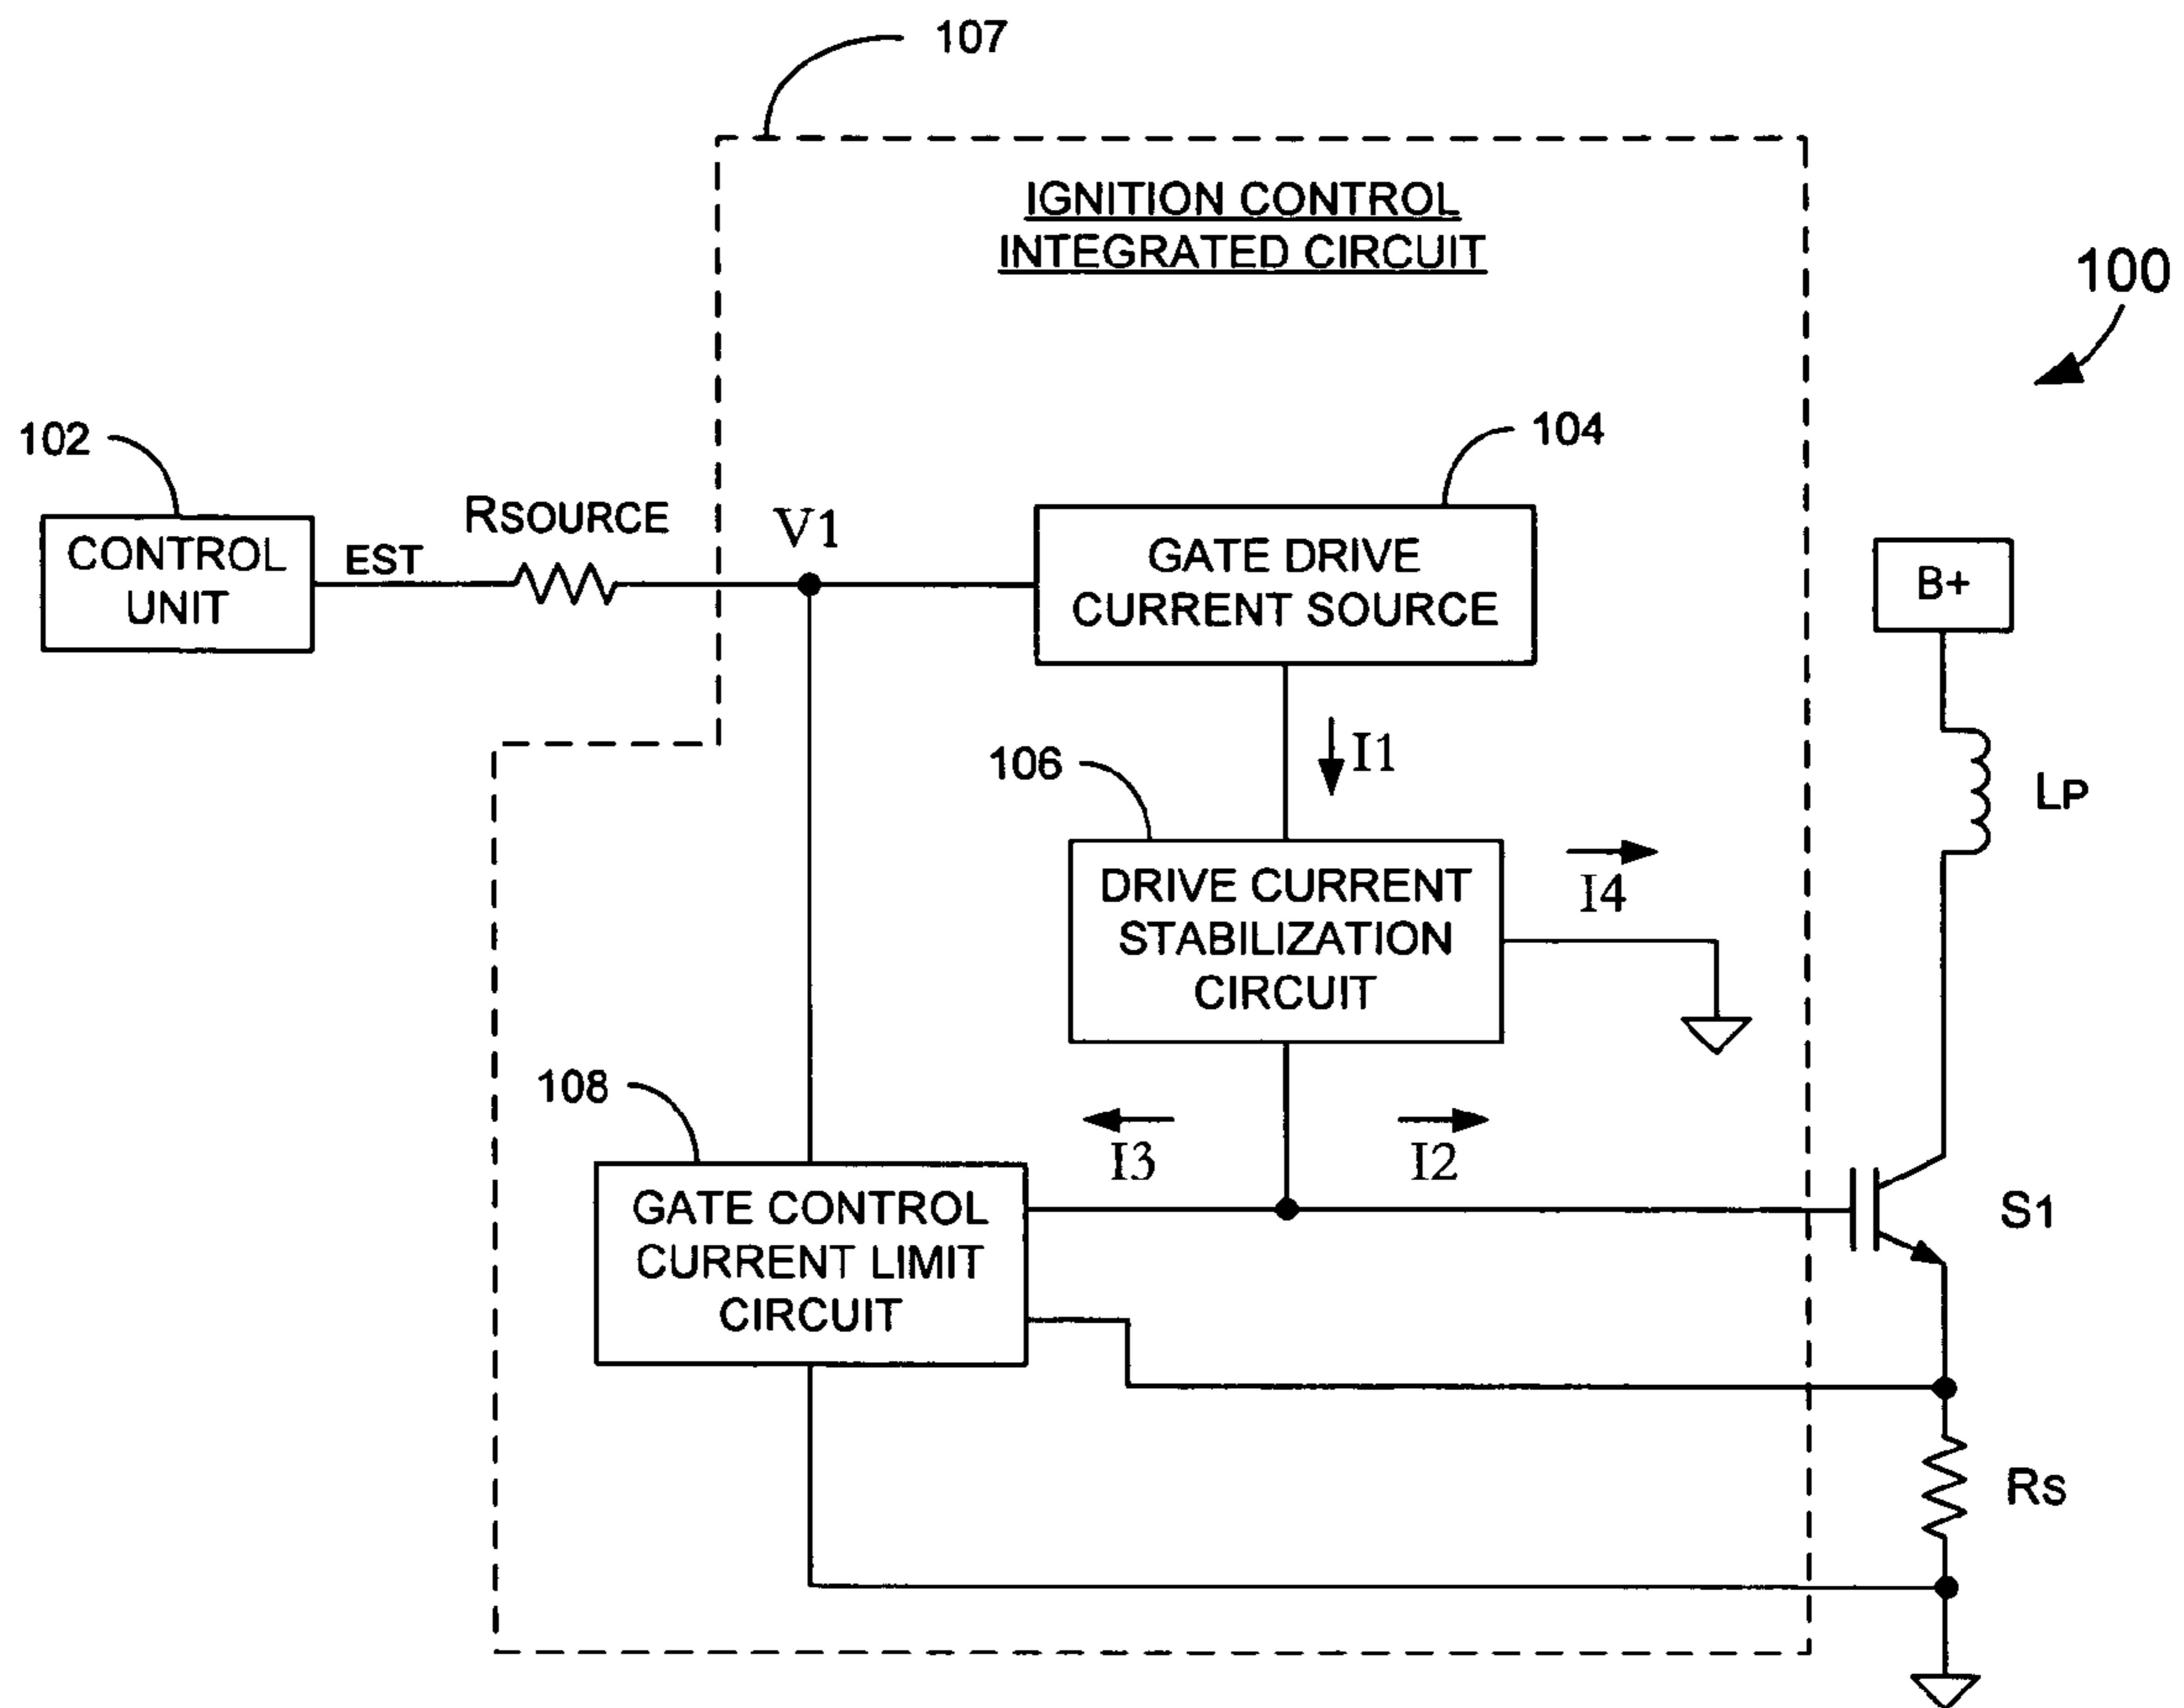 107
IGNITION CONTROL
INTEGRATED CIRCUIT
100
102
104
RSOURCE
V1
CONTROL
UNIT
EST
GATE DRIVE
CURRENT SOURCE
B+
106
I1
LP
DRIVE CURRENT
STABILIZATION
CIRCUIT
I4
108
I3
I2
GATE CONTROL
CURRENT LIMIT
CIRCUIT
S1
RS